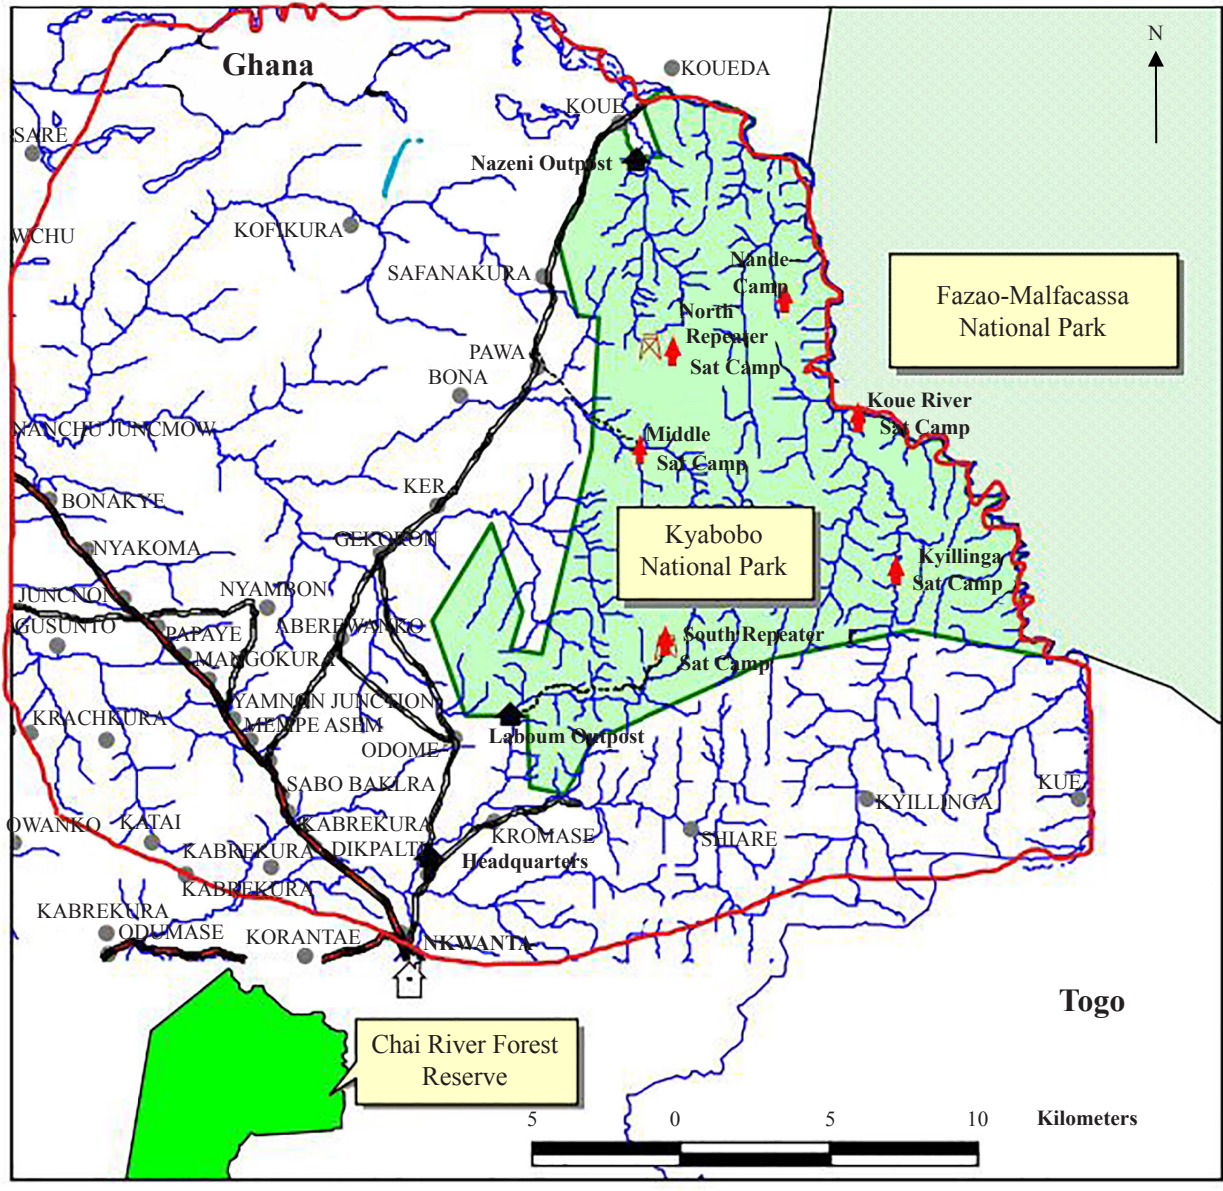 N
Ghana
KOUEDA
KOUE
SARE
Nazeni Outpost
WCHU
KOFIKURA
SAFANAKURA
Nande
Camp
Fazao-Malfacassa
National Park
North
Repeater
Sat Camp
PAWA
BONA
Koue River
Sat Camp
NANCHU JUNCMOW
Middle
Sat Camp
BONAKYE
KER
Kyabobo
National Park
NYAKOMA
GEKORON
Kyillinga
Sat Camp
JUNCNON
NYAMBON
GUSUNTO
PAPAYE
ABEREWANKO
South Repeater
Sat Camp
MANGOKURA
YAMNON JUNCTION
KRACHKURA
MEMPE ASEM
Laboum Outpost
ODOME
SABO BAKLRA
KYILLINGA
KUE
OWANKO
KATAI
KABREKURA
KROMASE
SHIARE
KABREKURA
DIKPALTI
Headquarters
KABREKURA
KABREKURA
ODUMASE
KORANTAE
NKWANTA
Togo
Chai River Forest
Reserve
5 0 5 10 Kilometers